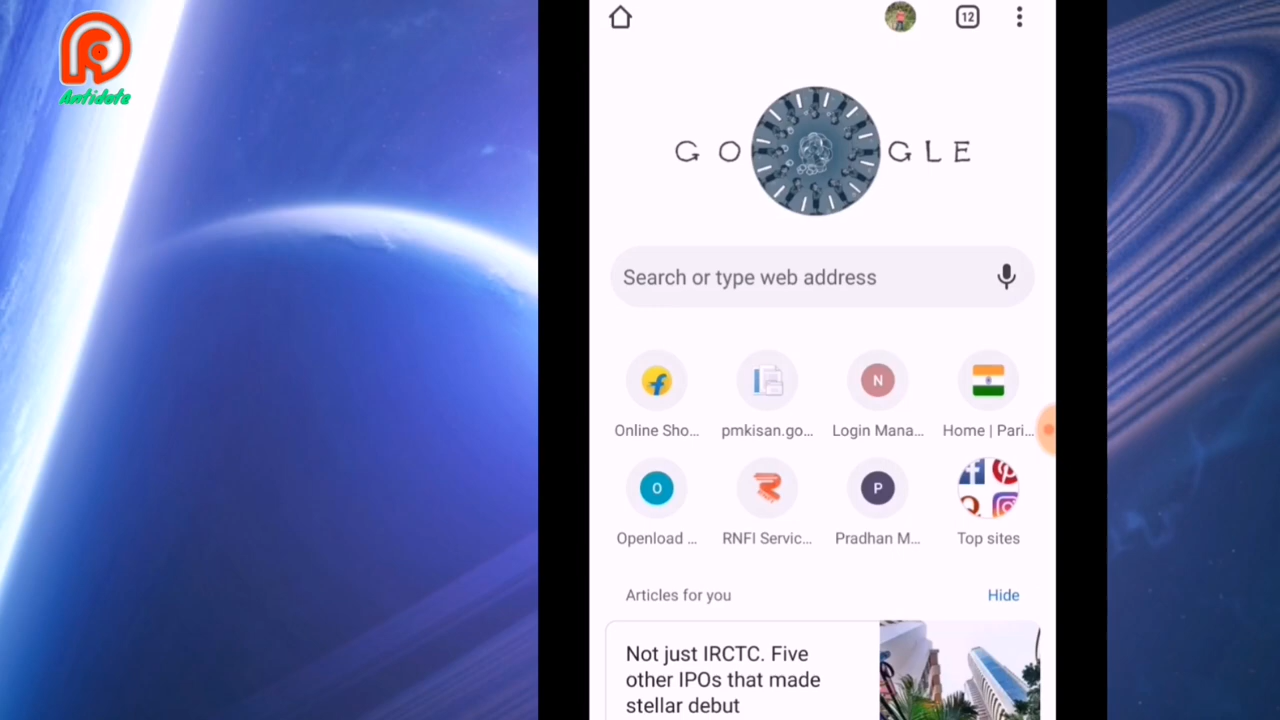 Antidote
12
G O GLE
Search or type web address
N
Online Sho...
pmkisan.go...
Login Mana...
Home | Pari...
O
P
Openload ...
RNFI Servic...
Pradhan M...
Top sites
Articles for you
Hide
Not just IRCTC. Five
other IPOs that made
stellar debut